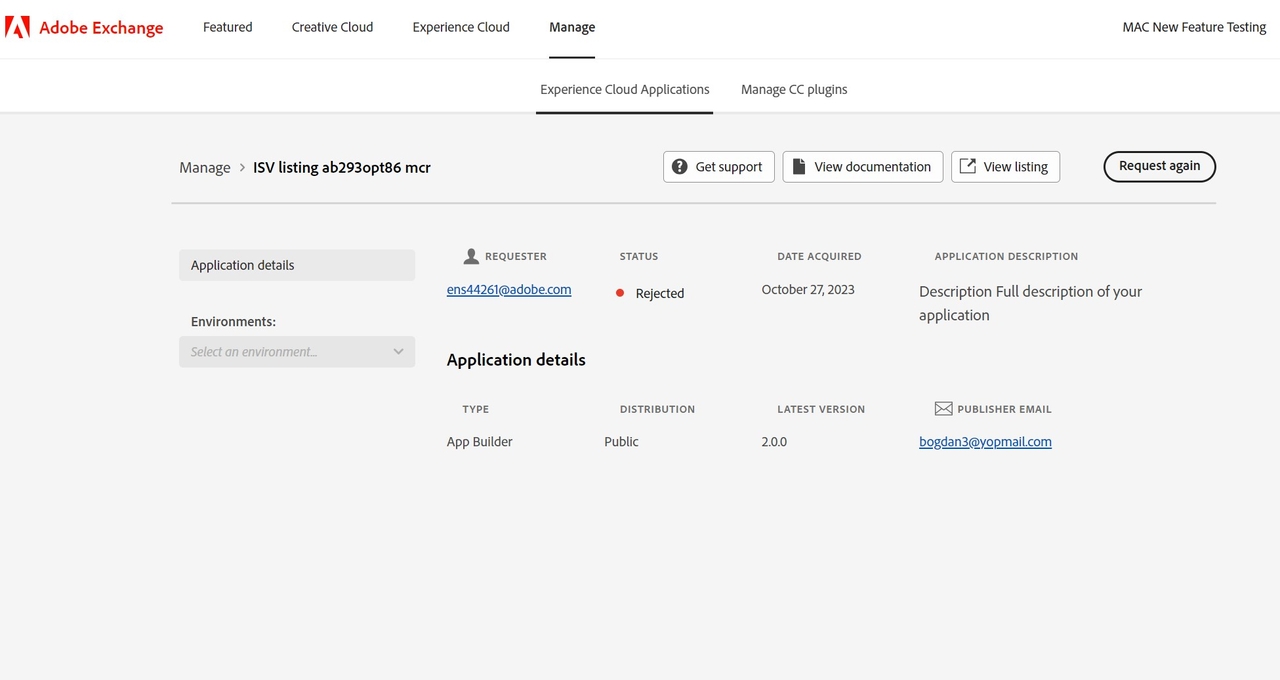 Adobe Exchange Featured Creative Cloud Experience Cloud Manage MAC New Feature Testing
Experience Cloud Applications Manage CC plugins
Manage > ISV listing ab293opt86 mcr Get support View documentation View listing Request again
Application details
Environments:
Select an environment...
REQUESTER STATUS DATE ACQUIRED APPLICATION DESCRIPTION
ens44261@adobe.com Rejected October 27, 2023 Description Full description of your
application
Application details
TYPE DISTRIBUTION LATEST VERSION PUBLISHER EMAIL
App Builder Public 2.0.0 bogdan3@yopmail.com